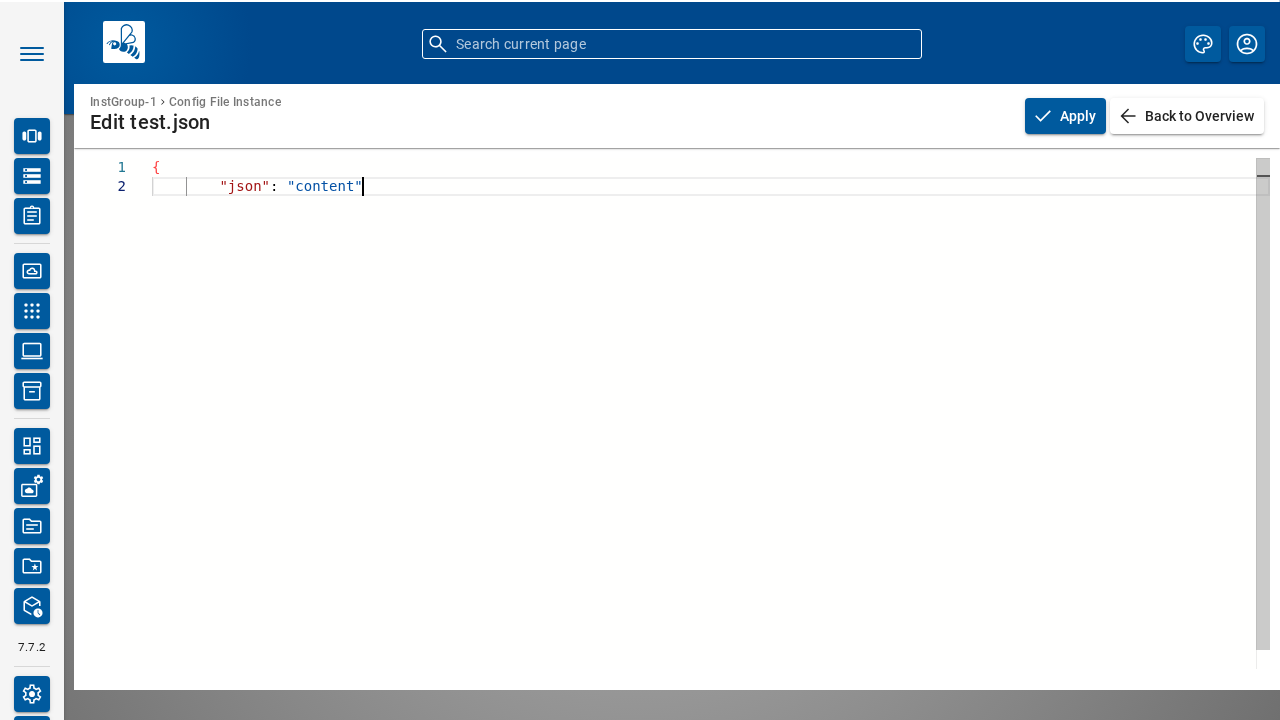 Search current page
InstGroup-1 › Config File Instance
Edit test.json
Apply
Back to Overview
1 {
2 "json": "content"
7.7.2